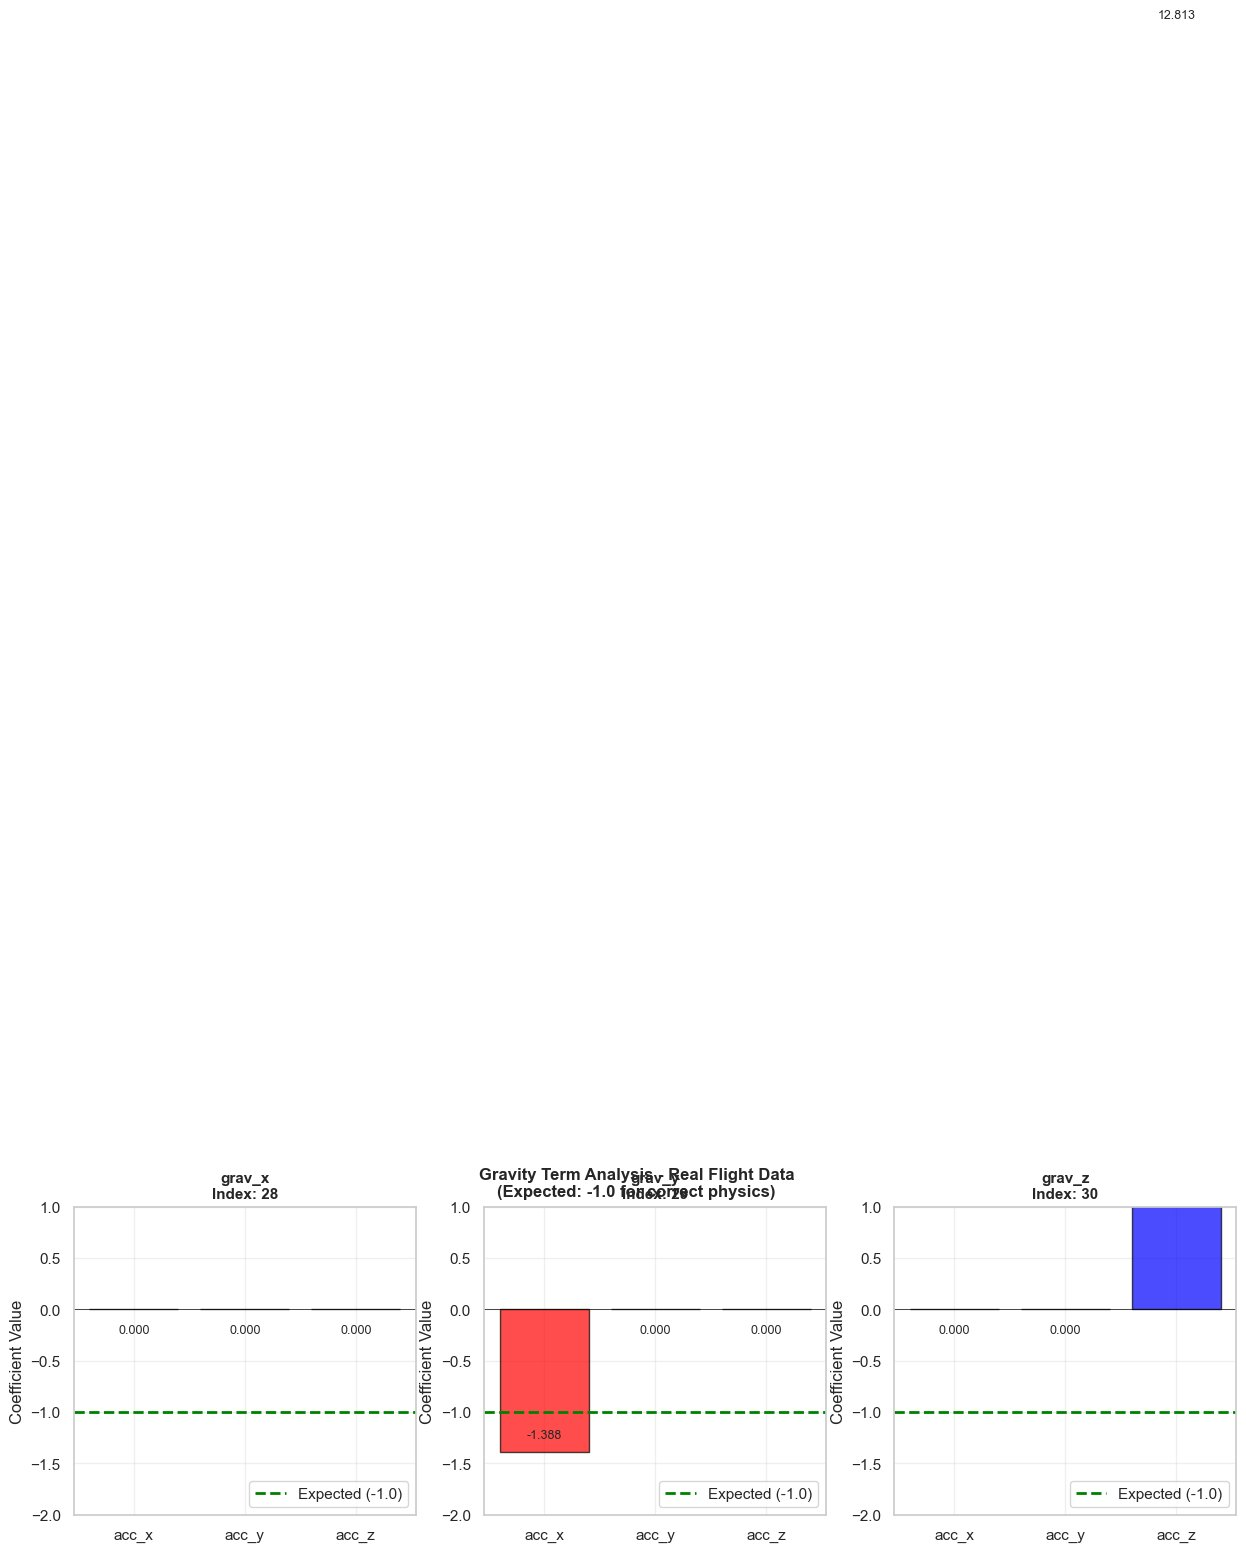 12.813
Gravity Term Analysis - Real Flight Data
(Expected: -1.0 for correct physics)
grav_x
Index: 28
Coefficient Value
1.0
0.5
0.0
−0.5
−1.0
−1.5
−2.0
0.000
0.000
0.000
Expected (-1.0)
acc_x
acc_y
acc_z
grav_y
Index: 29
Coefficient Value
1.0
0.5
0.0
−0.5
−1.0
−1.5
−2.0
-1.388
0.000
0.000
Expected (-1.0)
acc_x
acc_y
acc_z
grav_z
Index: 30
Coefficient Value
1.0
0.5
0.0
−0.5
−1.0
−1.5
−2.0
0.000
0.000
Expected (-1.0)
acc_x
acc_y
acc_z